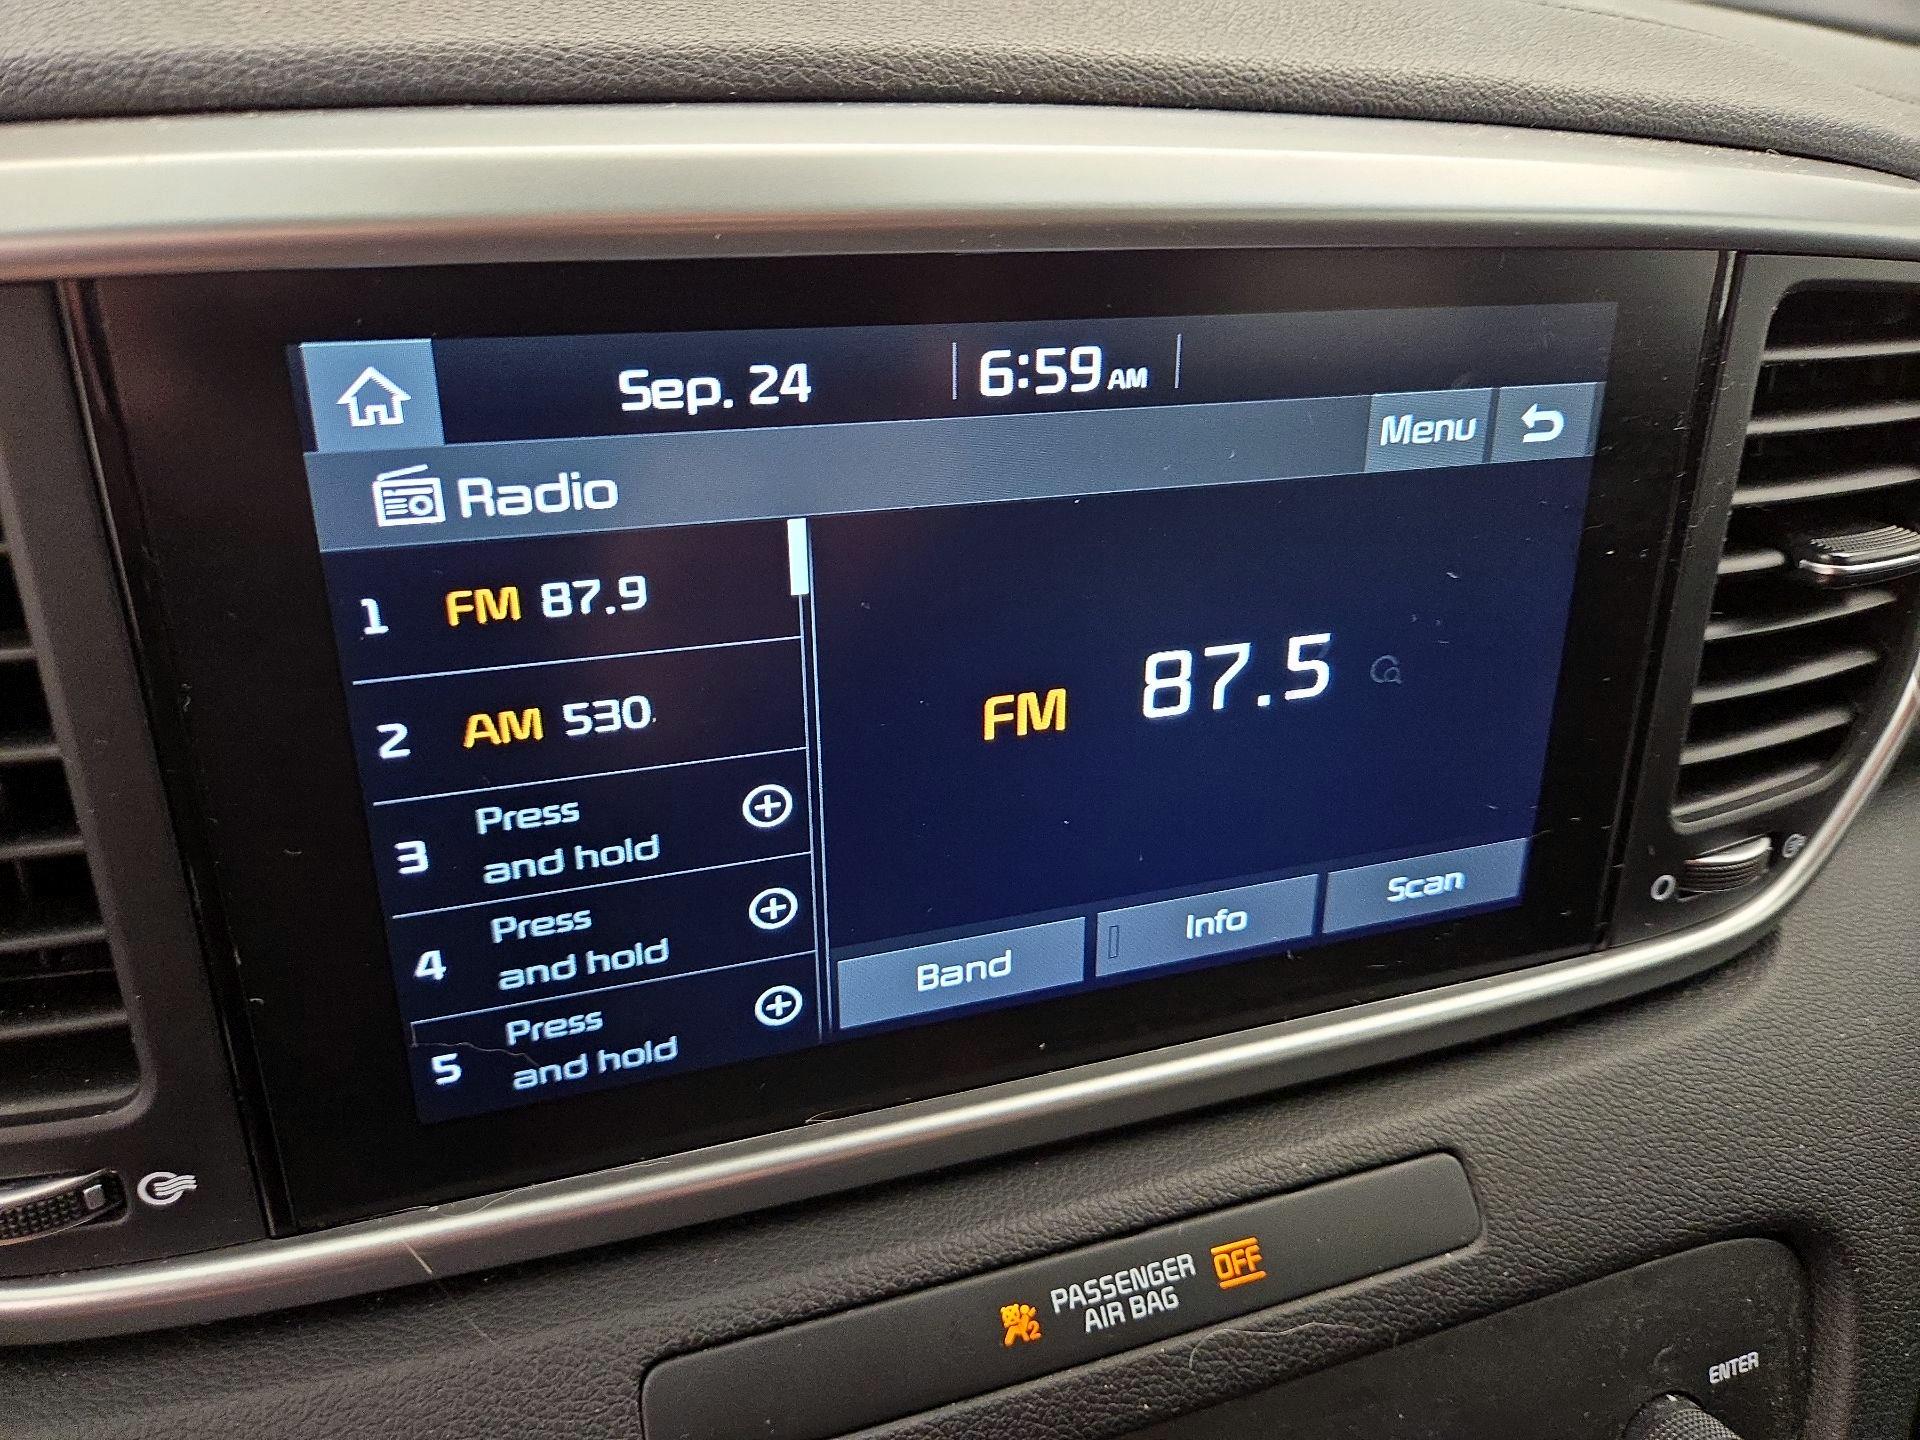 Sep. 24 6:59 AM
Menu
Radio
1 FM 87.9
2 AM 530
3 Press
and hold
4 Press
and hold
5 Press
and hold
FM 87.5
Band Info Scan
PASSENGER
AIR BAG
OFF
2
ENTER